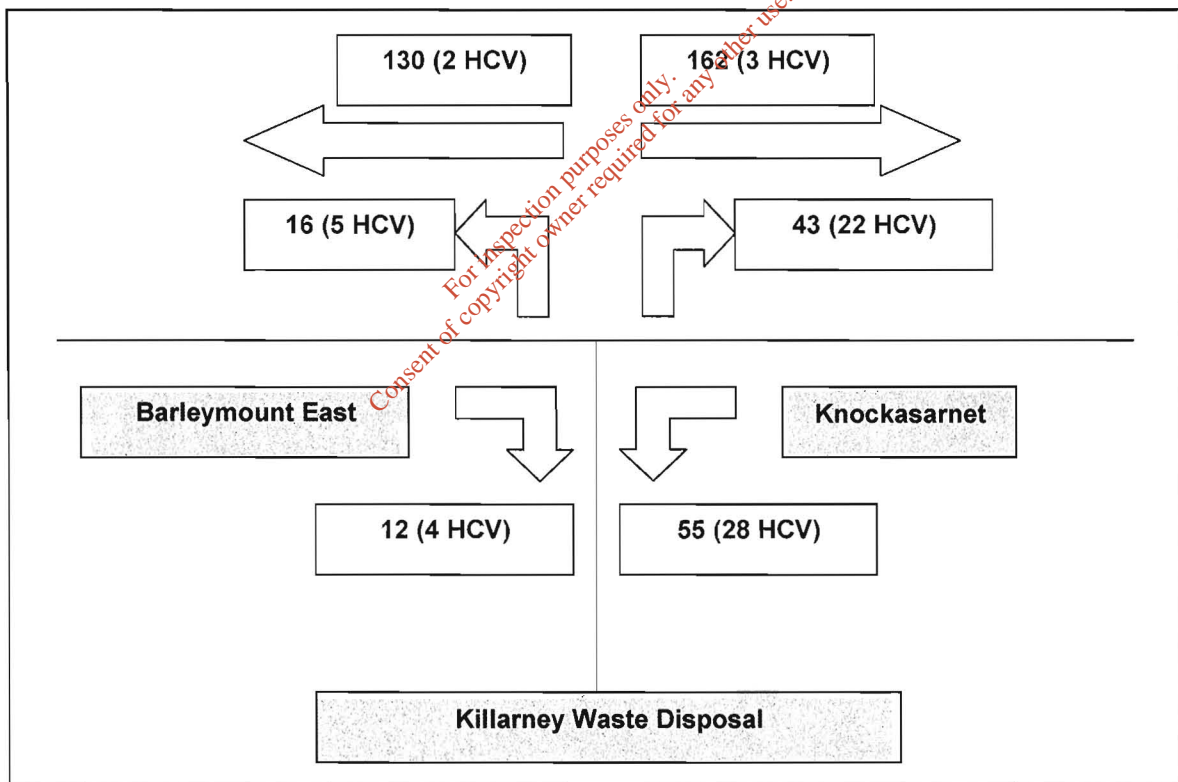 130 (2 HCV)
162 (3 HCV)
16 (5 HCV)
43 (22 HCV)
For inspection purposes only.
Consent of copyright owner required for any other use.
Barleymount East
Knockasarnet
12 (4 HCV)
55 (28 HCV)
Killarney Waste Disposal